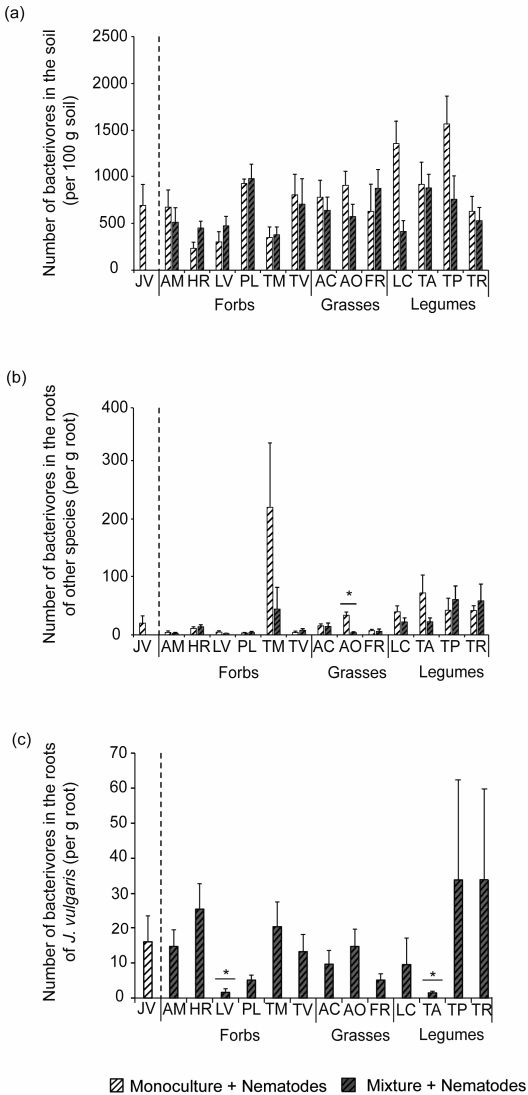 (a)
Number of bacterivores in the soil
(per 100 g soil)
2500
2000
1500
1000
500
0
JV AM HR LV PL TM TV AC AO FR LC TA TP TR
Forbs Grasses Legumes
(b)
Number of bacterivores in the roots
of other species (per g root)
400
300
200
100
0
*
JV AM HR LV PL TM TV AC AO FR LC TA TP TR
Forbs Grasses Legumes
(c)
Number of bacterivores in the roots
of J. vulgaris (per g root)
70
60
50
40
30
20
10
0
* *
JV AM HR LV PL TM TV AC AO FR LC TA TP TR
Forbs Grasses Legumes
Monoculture + Nematodes Mixture + Nematodes